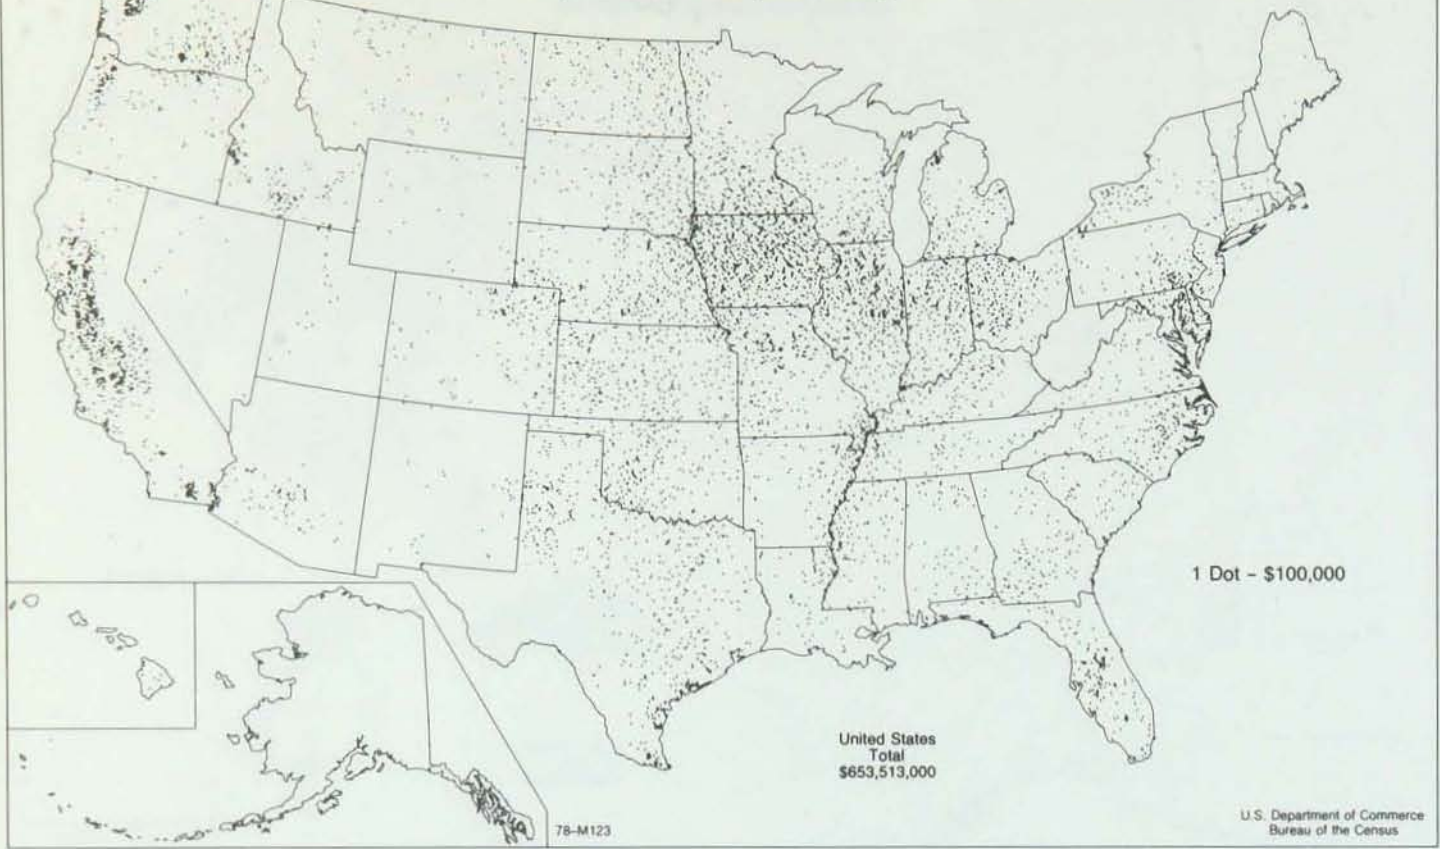 1 Dot – $100,000
United States
Total
$653,513,000
78–M123
U.S. Department of Commerce
Bureau of the Census